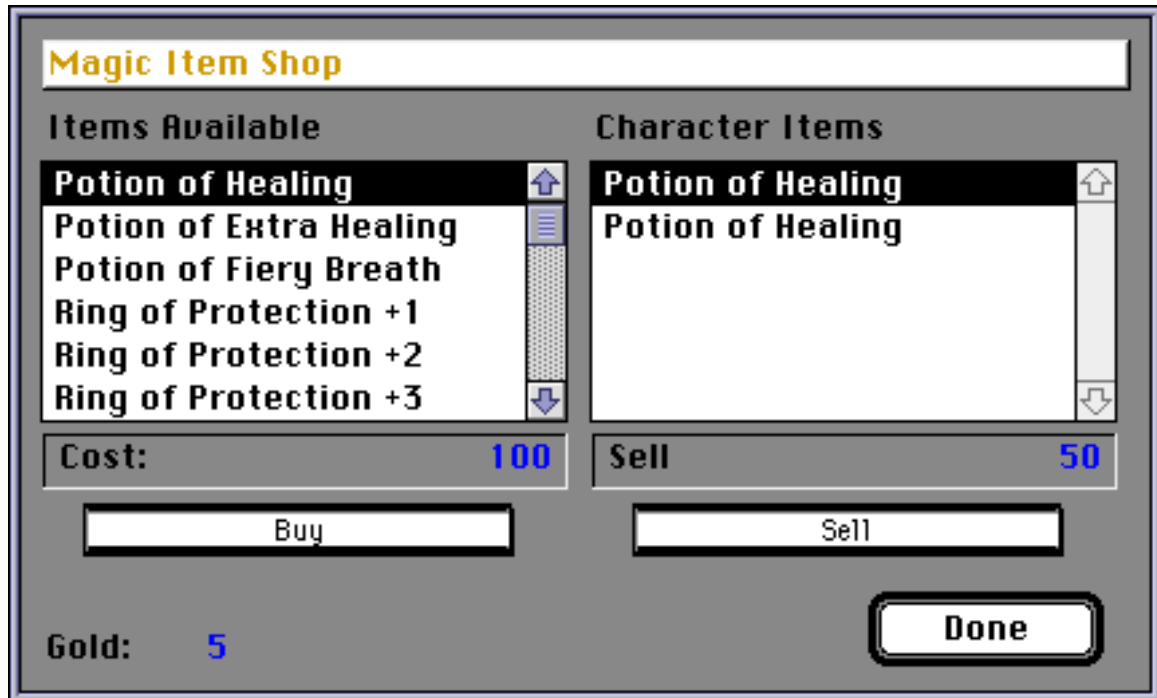 Magic Item Shop
Items Available
Potion of Healing
Potion of Extra Healing
Potion of Fiery Breath
Ring of Protection +1
Ring of Protection +2
Ring of Protection +3
Cost: 100
Buy
Character Items
Potion of Healing
Potion of Healing
Sell 50
Sell
Gold: 5
Done